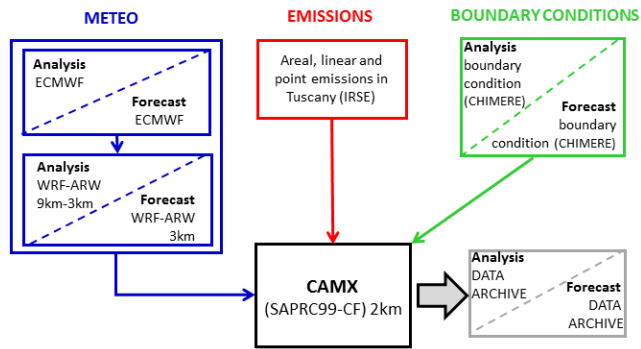 METEO
Analysis
ECMWF
Forecast
ECMWF
Analysis
WRF-ARW
9km-3km
Forecast
WRF-ARW
3km
EMISSIONS
Areal, linear and
point emissions in
Tuscany (IRSE)
BOUNDARY CONDITIONS
Analysis
boundary
condition
(CHIMERE)
Forecast
boundary
condition (CHIMERE)
CAMX
(SAPRC99-CF) 2km
Analysis
DATA
ARCHIVE
Forecast
DATA
ARCHIVE